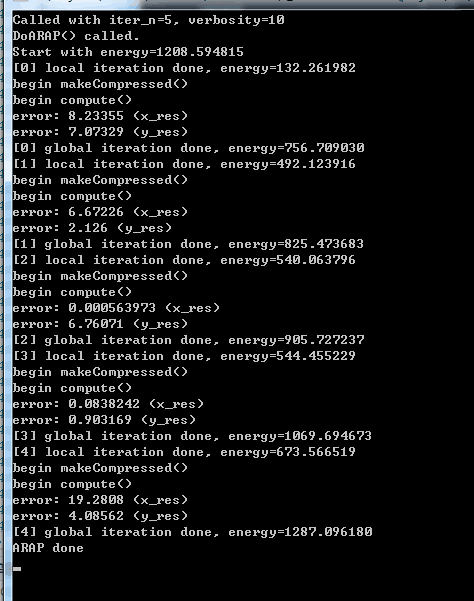 Called with iter_n=5, verbosity=10
DoARAP() called.
Start with energy=1208.594815
[0] local iteration done, energy=132.261982
begin makeCompressed()
begin compute()
error: 8.23355 (x_res)
error: 7.07329 (y_res)
[0] global iteration done, energy=756.709030
[1] local iteration done, energy=492.123916
begin makeCompressed()
begin compute()
error: 6.67226 (x_res)
error: 2.126 (y_res)
[1] global iteration done, energy=825.473683
[2] local iteration done, energy=540.063796
begin makeCompressed()
begin compute()
error: 0.000563973 (x_res)
error: 6.76071 (y_res)
[2] global iteration done, energy=905.727237
[3] local iteration done, energy=544.455229
begin makeCompressed()
begin compute()
error: 0.0838242 (x_res)
error: 0.903169 (y_res)
[3] global iteration done, energy=1069.694673
[4] local iteration done, energy=673.566519
begin makeCompressed()
begin compute()
error: 19.2808 (x_res)
error: 4.08562 (y_res)
[4] global iteration done, energy=1287.096180
ARAP done